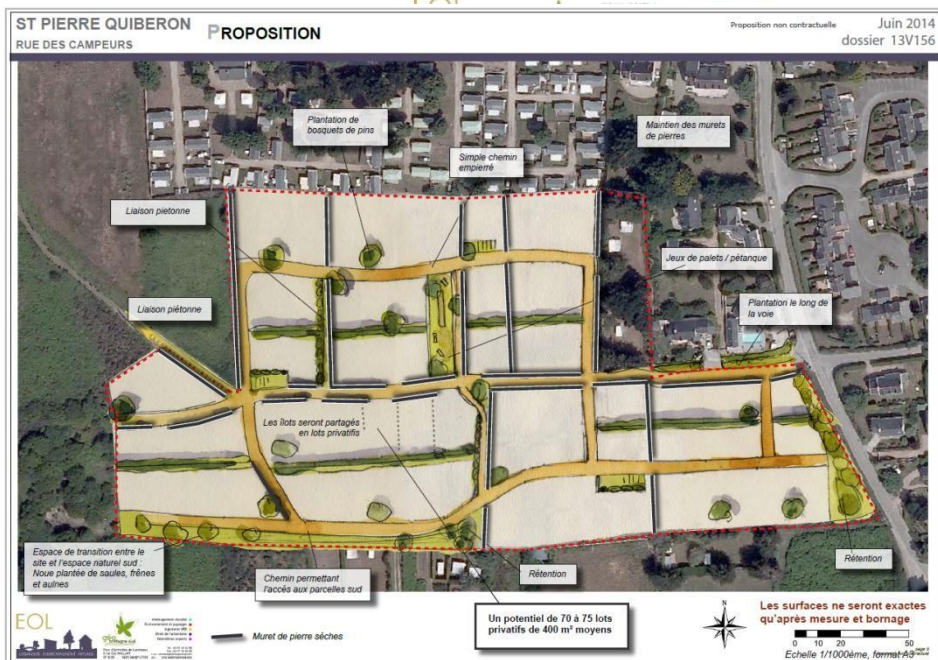 ST PIERRE QUIBERON
RUE DES CAMPEURS
PROPOSITION
Proposition non contractuelle
Juin 2014
dossier 13V156
Plantation de
bosquets de pins
Maintien des murets
de pierres
Simple chemin
empierré
Liaison pietonne
Jeux de palets / pétanque
Liaison piétonne
Plantation le long de
la voie
Les îlots seront partagés
en lots privatifs
Espace de transition entre le
site et l'espace naturel sud :
Noue plantée de saules, frênes
et aulnes
Chemin permettant
l'accès aux parcelles sud
Rétention
Rétention
Un potentiel de 70 à 75 lots
privatifs de 400 m² moyens
EOL
Muret de pierre séches
N
Les surfaces ne seront exactes
qu'après mesure et bornage
0 10 20 50
Echelle 1/1000ème, format A3